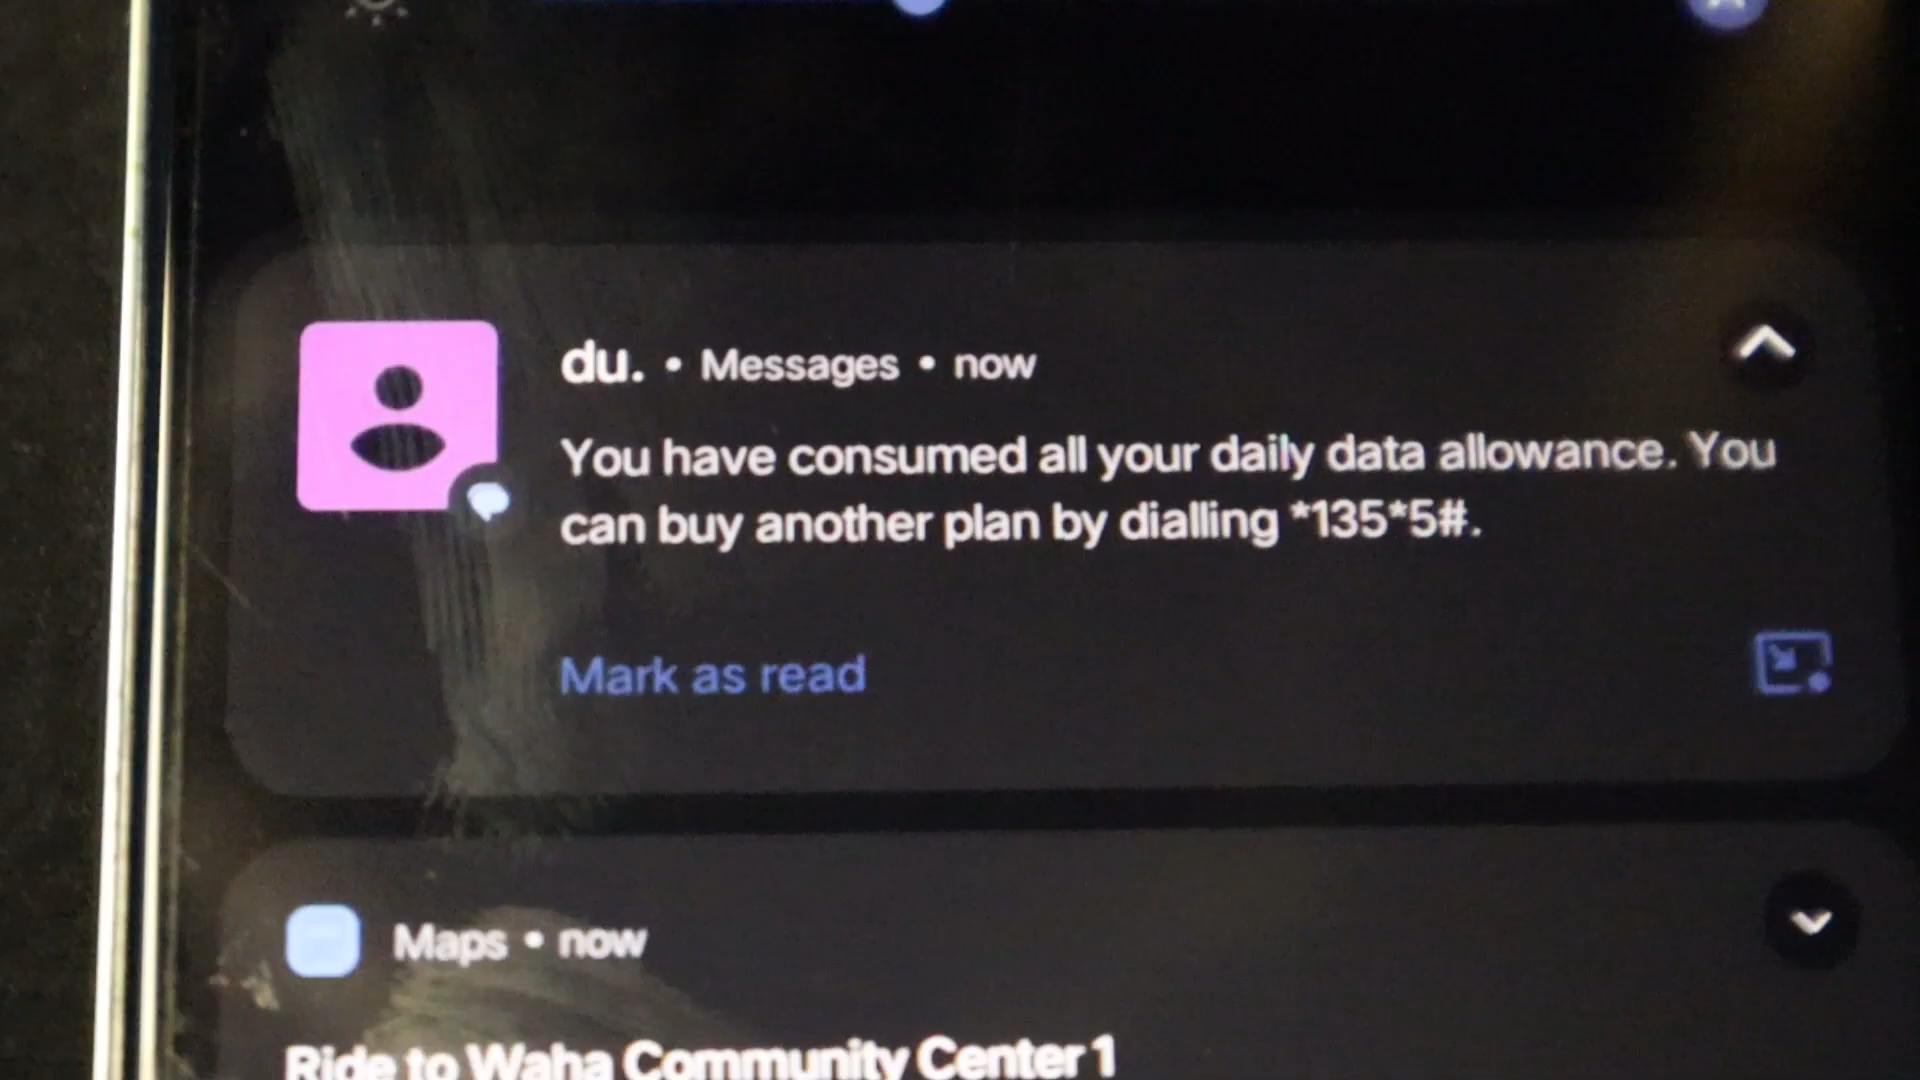 du. • Messages • now
You have consumed all your daily data allowance. You
can buy another plan by dialling *135*5#.
Mark as read
Maps • now
Ride to Waha Community Center 1